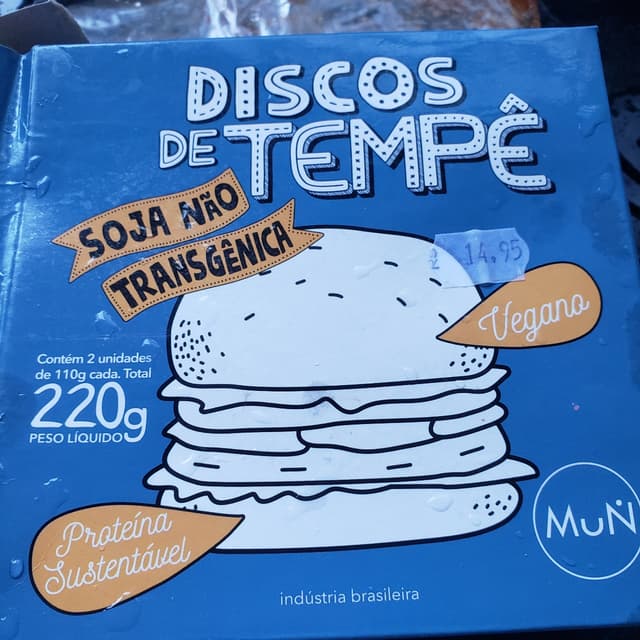 DISCOS
DE TEMPÊ
SOJA NÃO
TRANSGÊNICA
14,95
Vegano
Contém 2 unidades
de 110g cada. Total
220g
PESO LÍQUIDO
MUN
Proteína
Sustentável
indústria brasileira